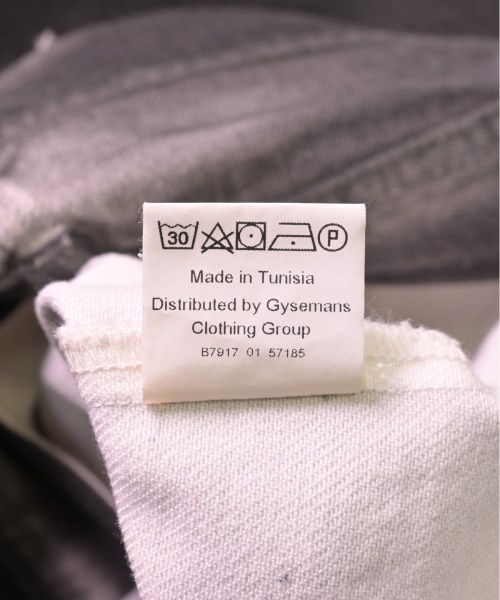 30 P
Made in Tunisia
Distributed by Gysemans
Clothing Group
B7917 01 57185